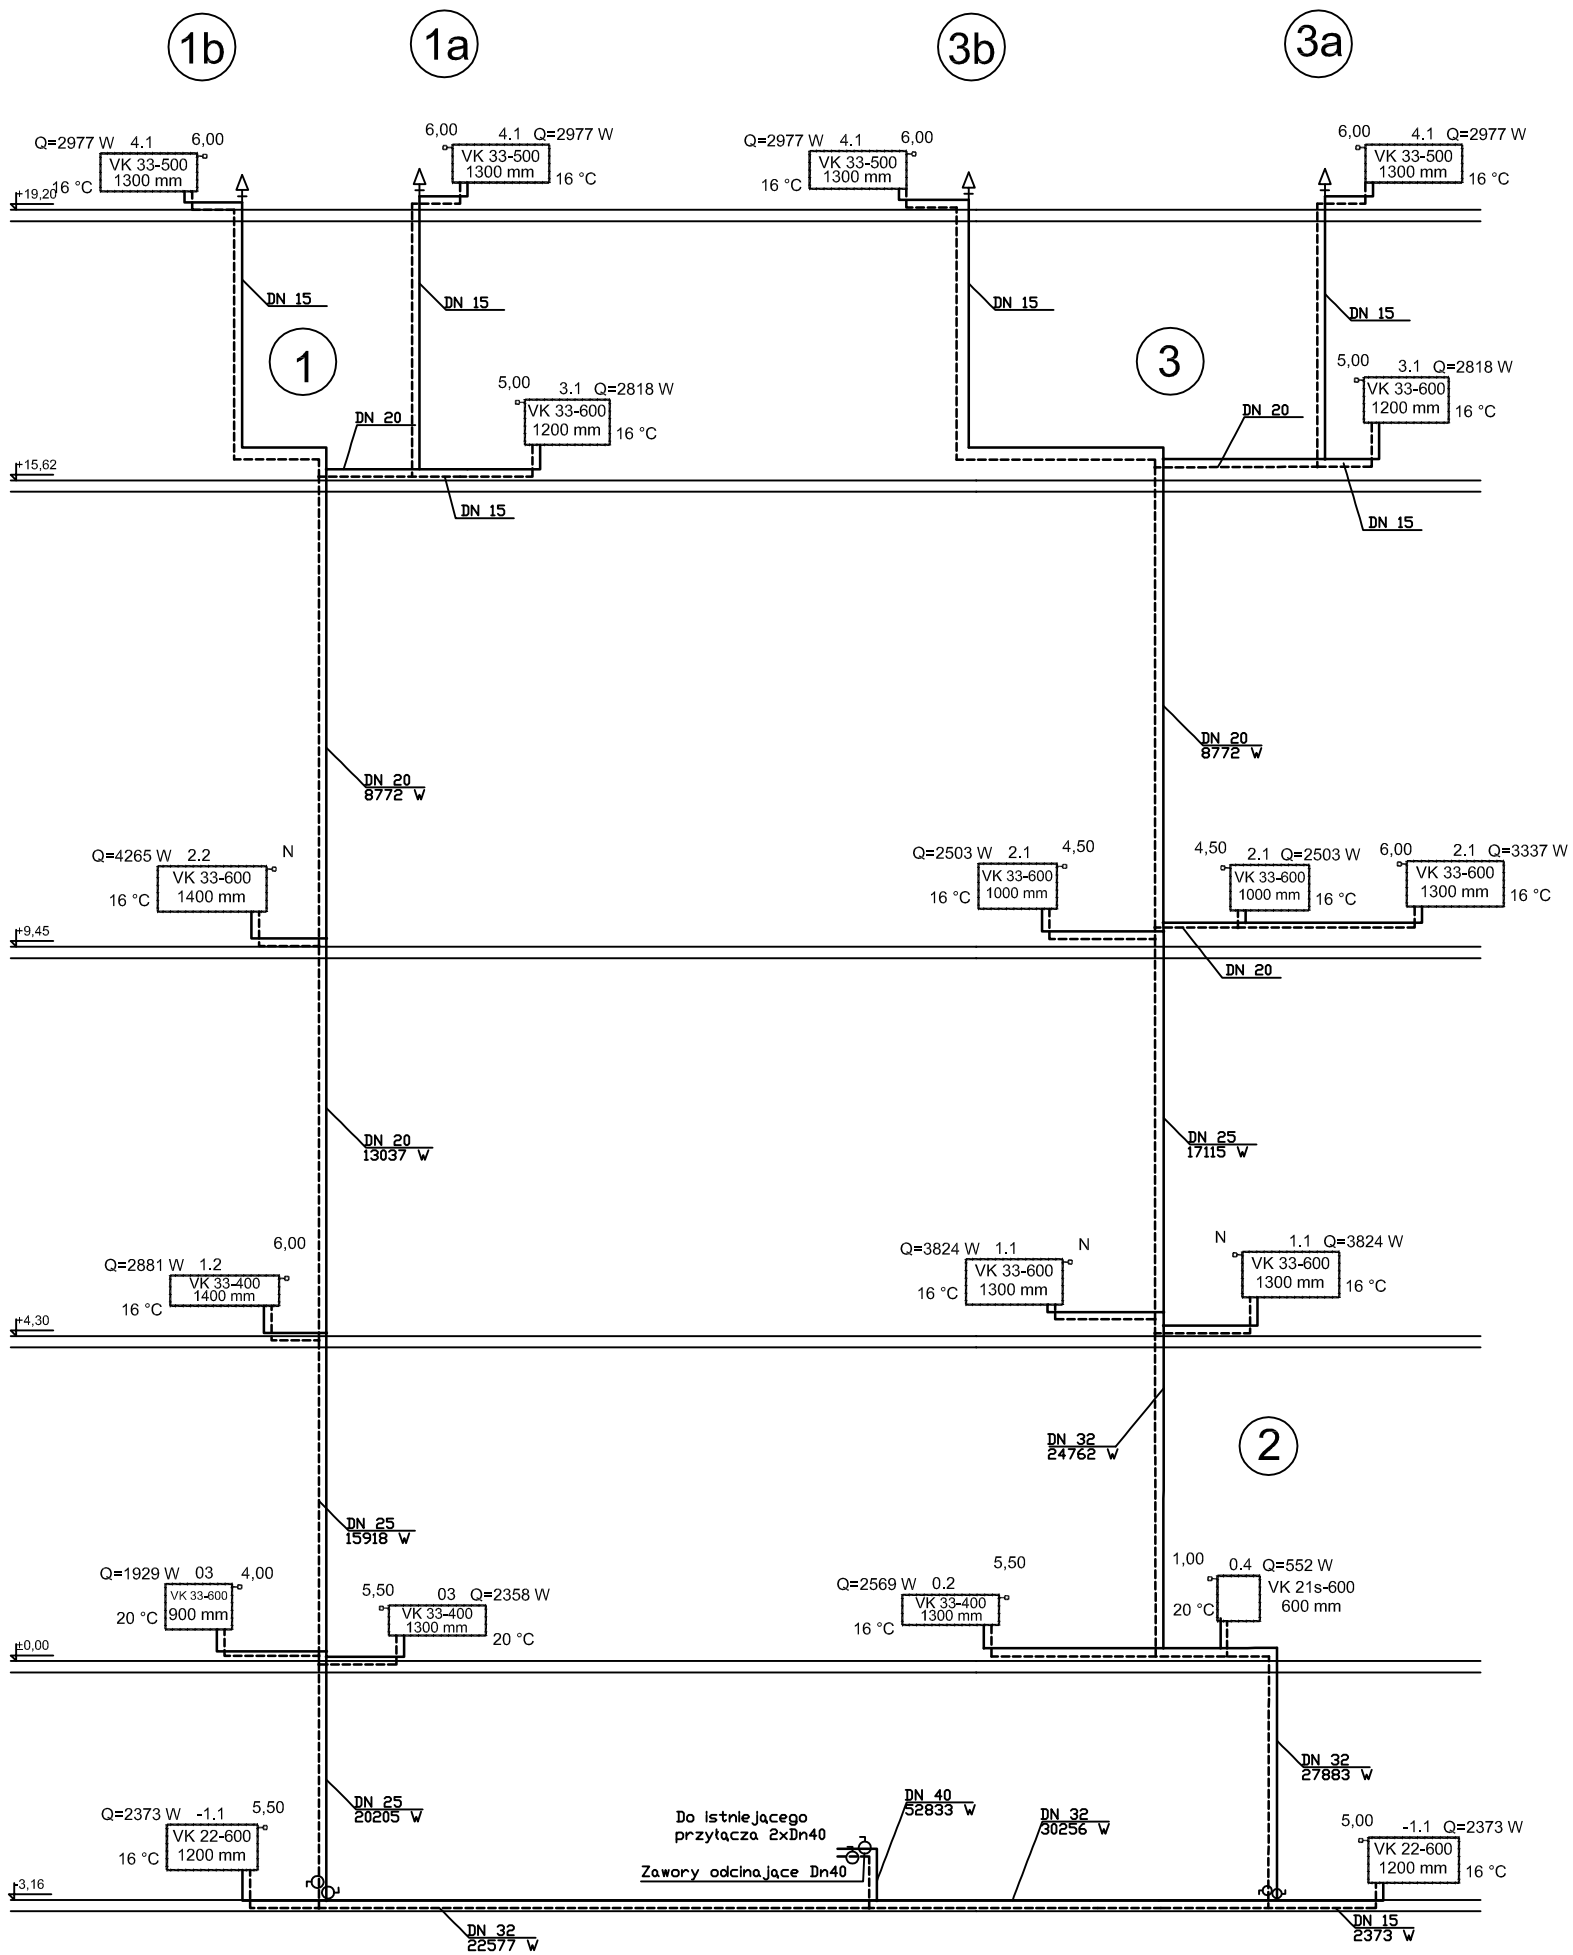 1b
1a
3b
3a
Q=2977 W 4.1 6,00
VK 33-500
1300 mm
16 °C
6,00 4.1 Q=2977 W
VK 33-500
1300 mm
16 °C
Q=2977 W 4.1 6,00
VK 33-500
1300 mm
16 °C
6,00 4.1 Q=2977 W
VK 33-500
1300 mm
16 °C
+19,20
DN 15
DN 15
DN 15
DN 15
1
3
5,00 3.1 Q=2818 W
VK 33-600
1200 mm
16 °C
5,00 3.1 Q=2818 W
VK 33-600
1200 mm
16 °C
DN 20
DN 20
+15,62
DN 15
DN 15
DN 20
8772 W
DN 20
8772 W
Q=4265 W 2.2 N
VK 33-600
1400 mm
16 °C
Q=2503 W 2.1 4,50
VK 33-600
1000 mm
16 °C
4,50 2.1 Q=2503 W
VK 33-600
1000 mm
16 °C
6,00 2.1 Q=3337 W
VK 33-600
1300 mm
16 °C
+9,45
DN 20
DN 20
13037 W
DN 25
17115 W
6,00
Q=2881 W 1.2
VK 33-400
1400 mm
16 °C
Q=3824 W 1.1 N
VK 33-600
1300 mm
16 °C
N 1.1 Q=3824 W
VK 33-600
1300 mm
16 °C
+4,30
DN 32
24762 W
2
DN 25
15918 W
Q=1929 W 03 4,00
VK 33-600
900 mm
20 °C
5,50 03 Q=2358 W
VK 33-400
1300 mm
20 °C
5,50
Q=2569 W 0.2
VK 33-400
1300 mm
16 °C
1,00 0.4 Q=552 W
VK 21s-600
600 mm
20 °C
±0,00
DN 32
27883 W
DN 25
20205 W
Q=2373 W -1.1 5,50
VK 22-600
1200 mm
16 °C
Do istniejącego
przyłącza 2xDn40
Zawory odcinające Dn40
DN 40
52833 W
DN 32
30256 W
5,00 -1.1 Q=2373 W
VK 22-600
1200 mm
16 °C
-3,16
DN 32
22577 W
DN 15
2373 W